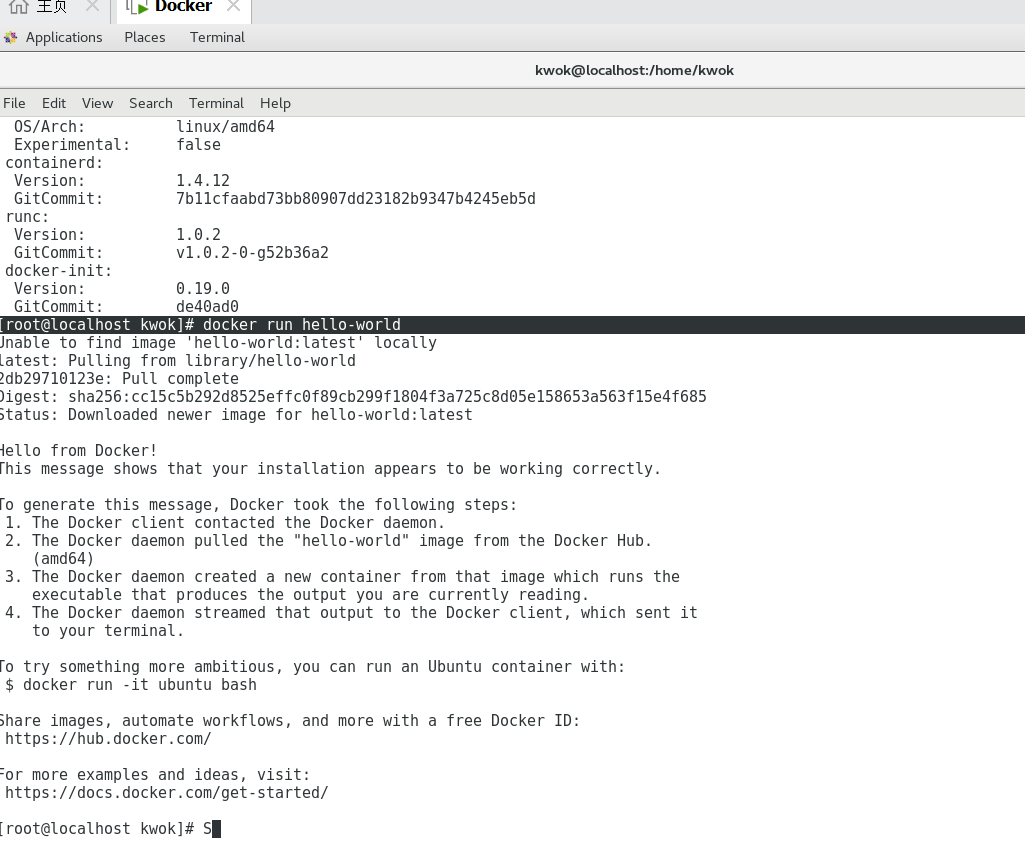 主页 Docker
Applications Places Terminal
kwok@localhost:/home/kwok
File Edit View Search Terminal Help
OS/Arch: linux/amd64
Experimental: false
containerd:
Version: 1.4.12
GitCommit: 7b11cfaabd73bb80907dd23182b9347b4245eb5d
runc:
Version: 1.0.2
GitCommit: v1.0.2-0-g52b36a2
docker-init:
Version: 0.19.0
GitCommit: de40ad0
[root@localhost kwok]# docker run hello-world
Unable to find image 'hello-world:latest' locally
latest: Pulling from library/hello-world
2db29710123e: Pull complete
Digest: sha256:cc15c5b292d8525effc0f89cb299f1804f3a725c8d05e158653a563f15e4f685
Status: Downloaded newer image for hello-world:latest
Hello from Docker!
This message shows that your installation appears to be working correctly.
To generate this message, Docker took the following steps:
1. The Docker client contacted the Docker daemon.
2. The Docker daemon pulled the "hello-world" image from the Docker Hub.
(amd64)
3. The Docker daemon created a new container from that image which runs the
executable that produces the output you are currently reading.
4. The Docker daemon streamed that output to the Docker client, which sent it
to your terminal.
To try something more ambitious, you can run an Ubuntu container with:
$ docker run -it ubuntu bash
Share images, automate workflows, and more with a free Docker ID:
https://hub.docker.com/
For more examples and ideas, visit:
https://docs.docker.com/get-started/
[root@localhost kwok]# S